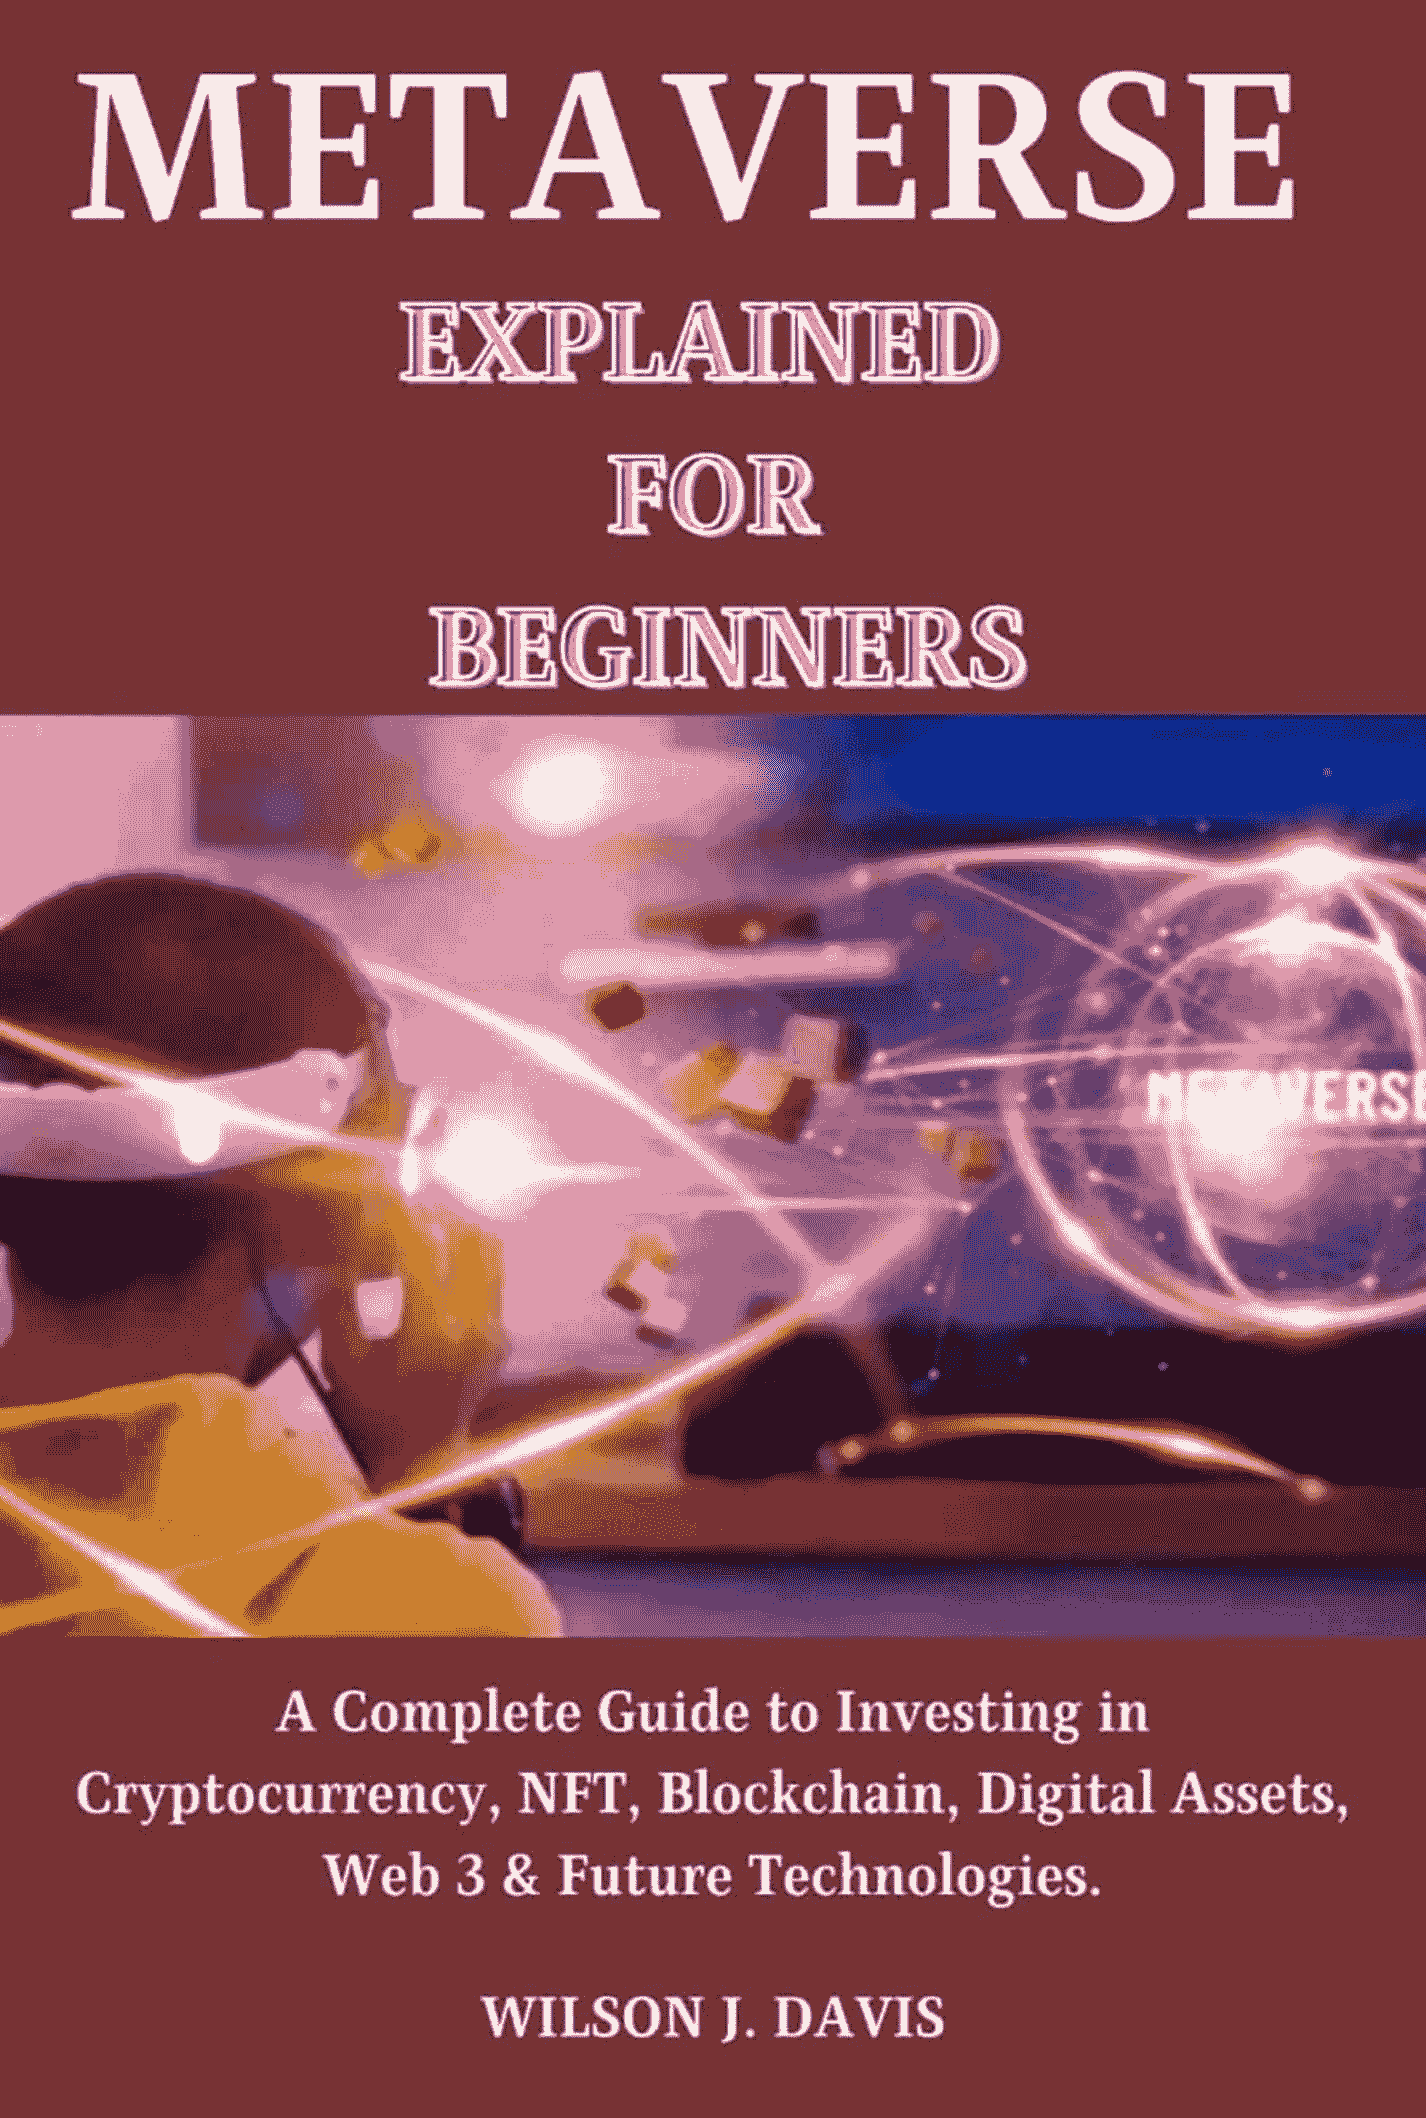 METAVERSE
EXPLAINED
FOR
BEGINNERS
METAVERSE
A Complete Guide to Investing in
Cryptocurrency, NFT, Blockchain, Digital Assets,
Web 3 & Future Technologies.
WILSON J. DAVIS